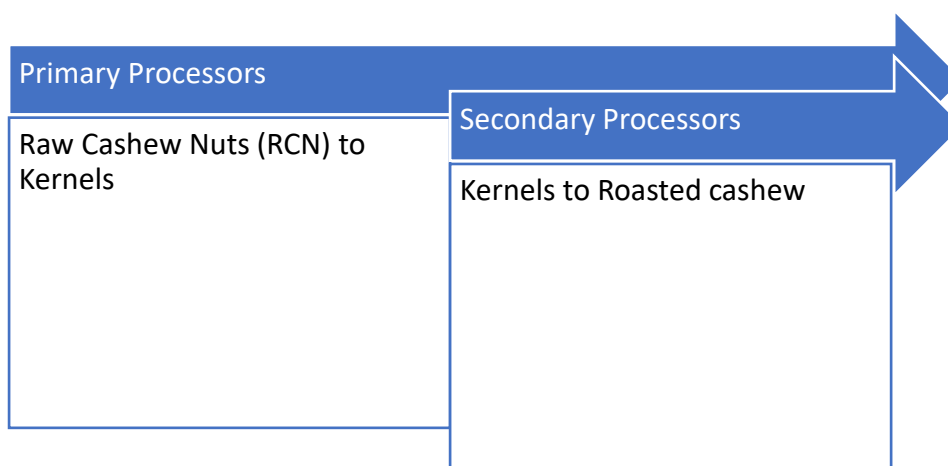 Primary Processors
Raw Cashew Nuts (RCN) to
Kernels
Secondary Processors
Kernels to Roasted cashew